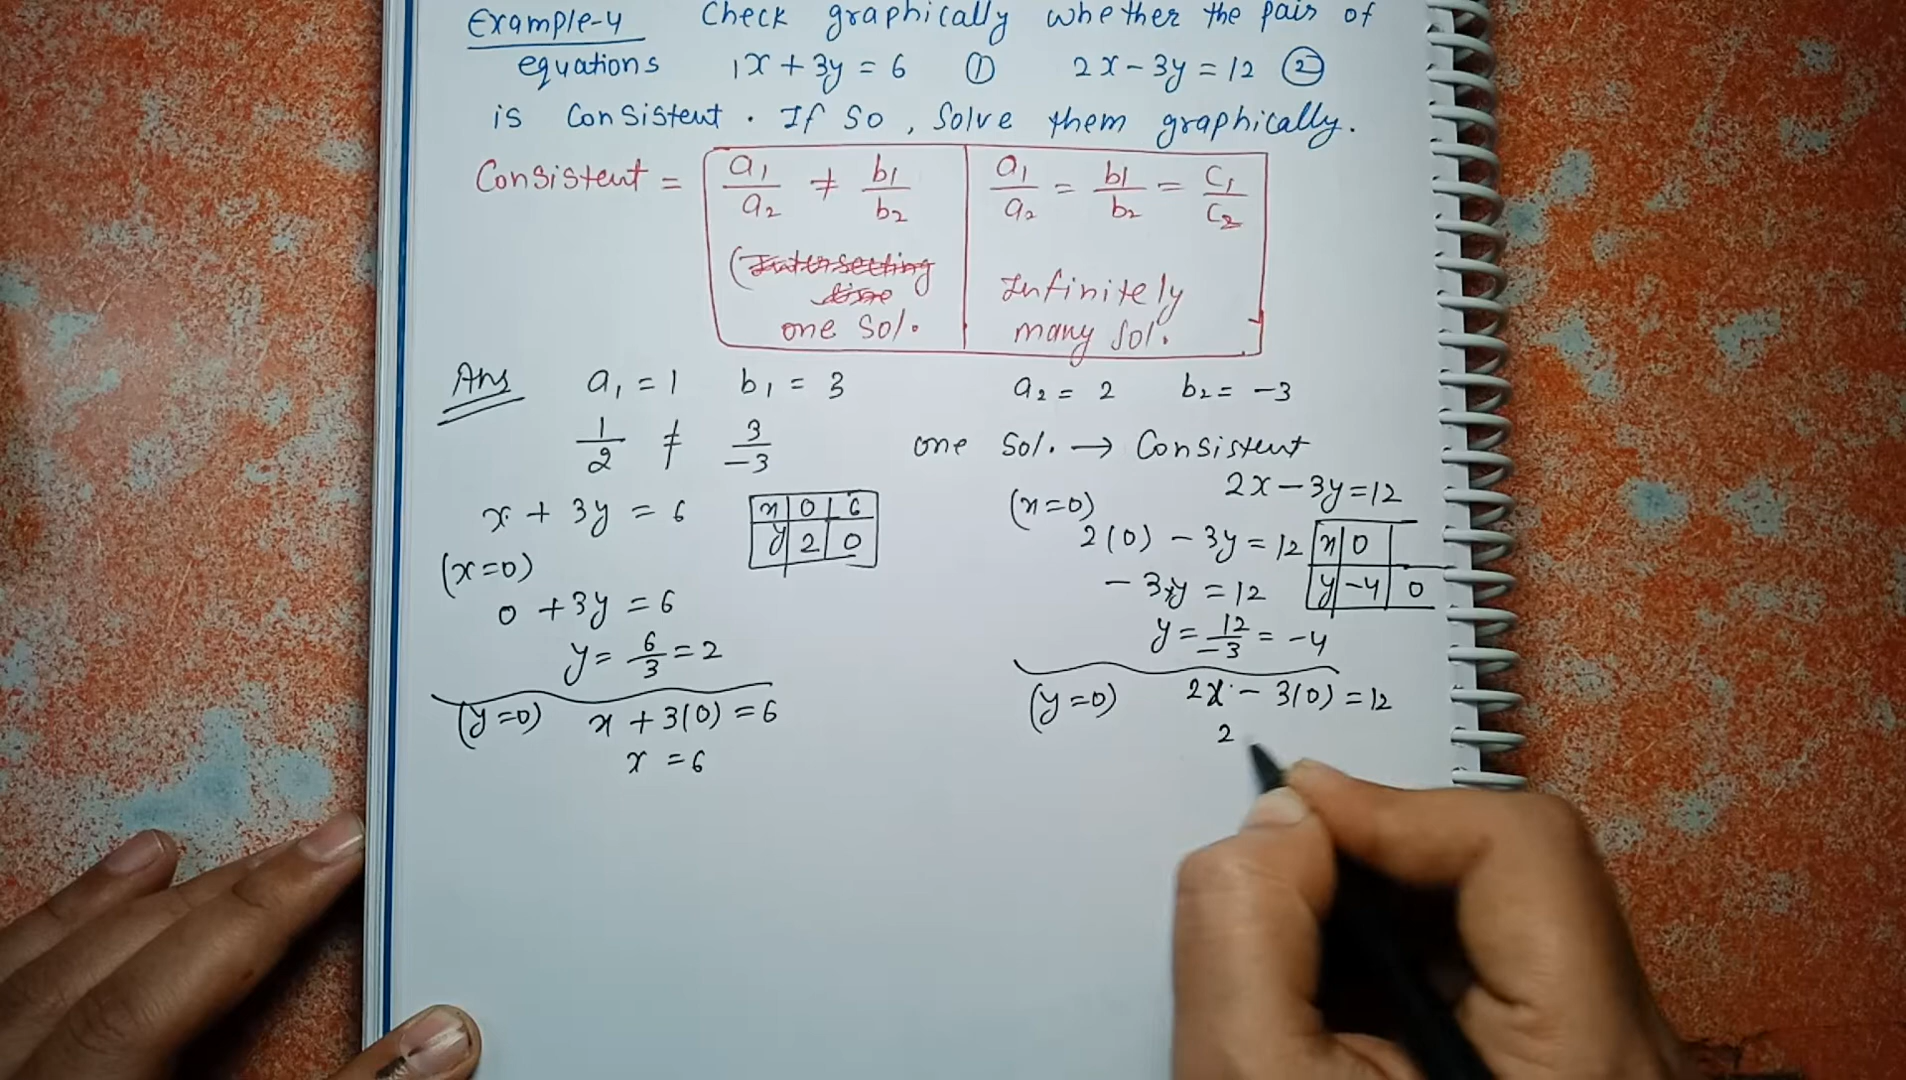 Example-4 Check graphically whether the pair of
equations 1x + 3y = 6 ① 2x - 3y = 12 ②
is Consistent. If so, Solve them graphically.
Consistent = a₁/a₂ ≠ b₁/b₂ a₁/a₂ = b₁/b₂ = c₁/c₂
(Intersecting
line
one sol. Infinitely
many sol.
Ans a₁ = 1 b₁ = 3 a₂ = 2 b₂ = -3
1/2 ≠ 3/-3 one sol. → Consistent
x + 3y = 6
x 0 6
y 2 0
(x=0)
0 + 3y = 6
y = 6/3 = 2
(y=0) x + 3(0) = 6
x = 6
2x - 3y = 12
(x=0)
2(0) - 3y = 12
x 0
y -4 0
- 3y = 12
y = 12/-3 = -4
(y=0) 2x - 3(0) = 12
2